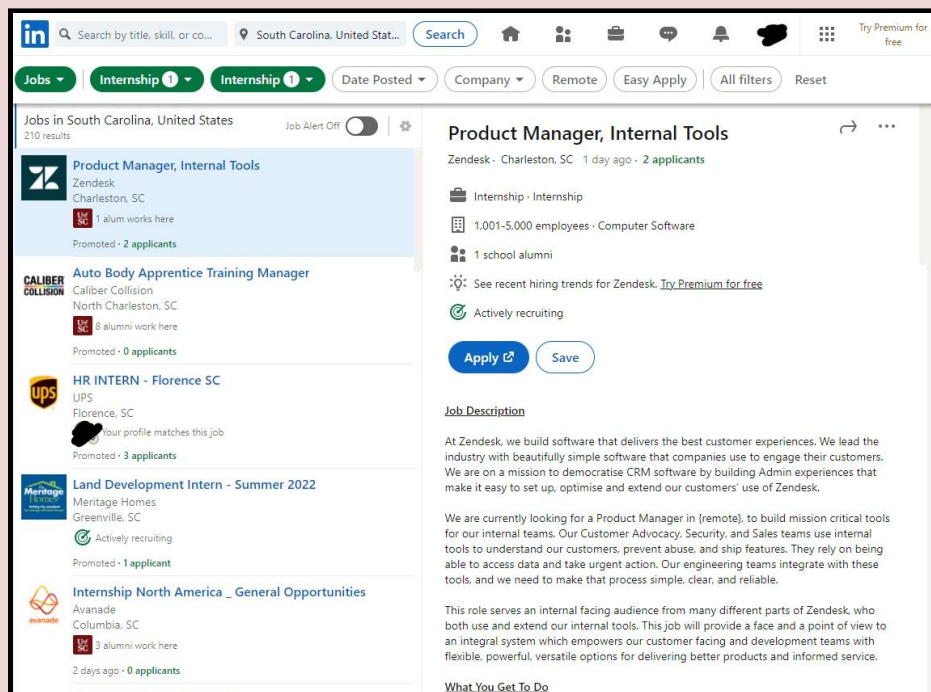 in
Search by title, skill, or co...
South Carolina, United Stat...
Search
Try Premium for
free
Jobs
Internship 1
Internship 1
Date Posted
Company
Remote
Easy Apply
All filters
Reset
Jobs in South Carolina, United States
210 results
Job Alert Off
Product Manager, Internal Tools
Zendesk
Charleston, SC
1 alum works here
Promoted · 2 applicants
CALIBER
COLLISION
Auto Body Apprentice Training Manager
Caliber Collision
North Charleston, SC
8 alumni work here
Promoted · 0 applicants
ups
HR INTERN - Florence SC
UPS
Florence, SC
Your profile matches this job
Promoted · 3 applicants
Meritage
Homes
Land Development Intern - Summer 2022
Meritage Homes
Greenville, SC
Actively recruiting
Promoted · 1 applicant
avanade
Internship North America _ General Opportunities
Avanade
Columbia, SC
3 alumni work here
2 days ago · 0 applicants
Product Manager, Internal Tools
Zendesk · Charleston, SC 1 day ago · 2 applicants
Internship · Internship
1,001-5,000 employees · Computer Software
1 school alumni
See recent hiring trends for Zendesk. Try Premium for free
Actively recruiting
Apply
Save
Job Description
At Zendesk, we build software that delivers the best customer experiences. We lead the
industry with beautifully simple software that companies use to engage their customers.
We are on a mission to democratise CRM software by building Admin experiences that
make it easy to set up, optimise and extend our customers' use of Zendesk.
We are currently looking for a Product Manager in {remote}, to build mission critical tools
for our internal teams. Our Customer Advocacy, Security, and Sales teams use internal
tools to understand our customers, prevent abuse, and ship features. They rely on being
able to access data and take urgent action. Our engineering teams integrate with these
tools, and we need to make that process simple, clear, and reliable.
This role serves an internal facing audience from many different parts of Zendesk, who
both use and extend our internal tools. This job will provide a face and a point of view to
an integral system which empowers our customer facing and development teams with
flexible, powerful, versatile options for delivering better products and informed service.
What You Get To Do